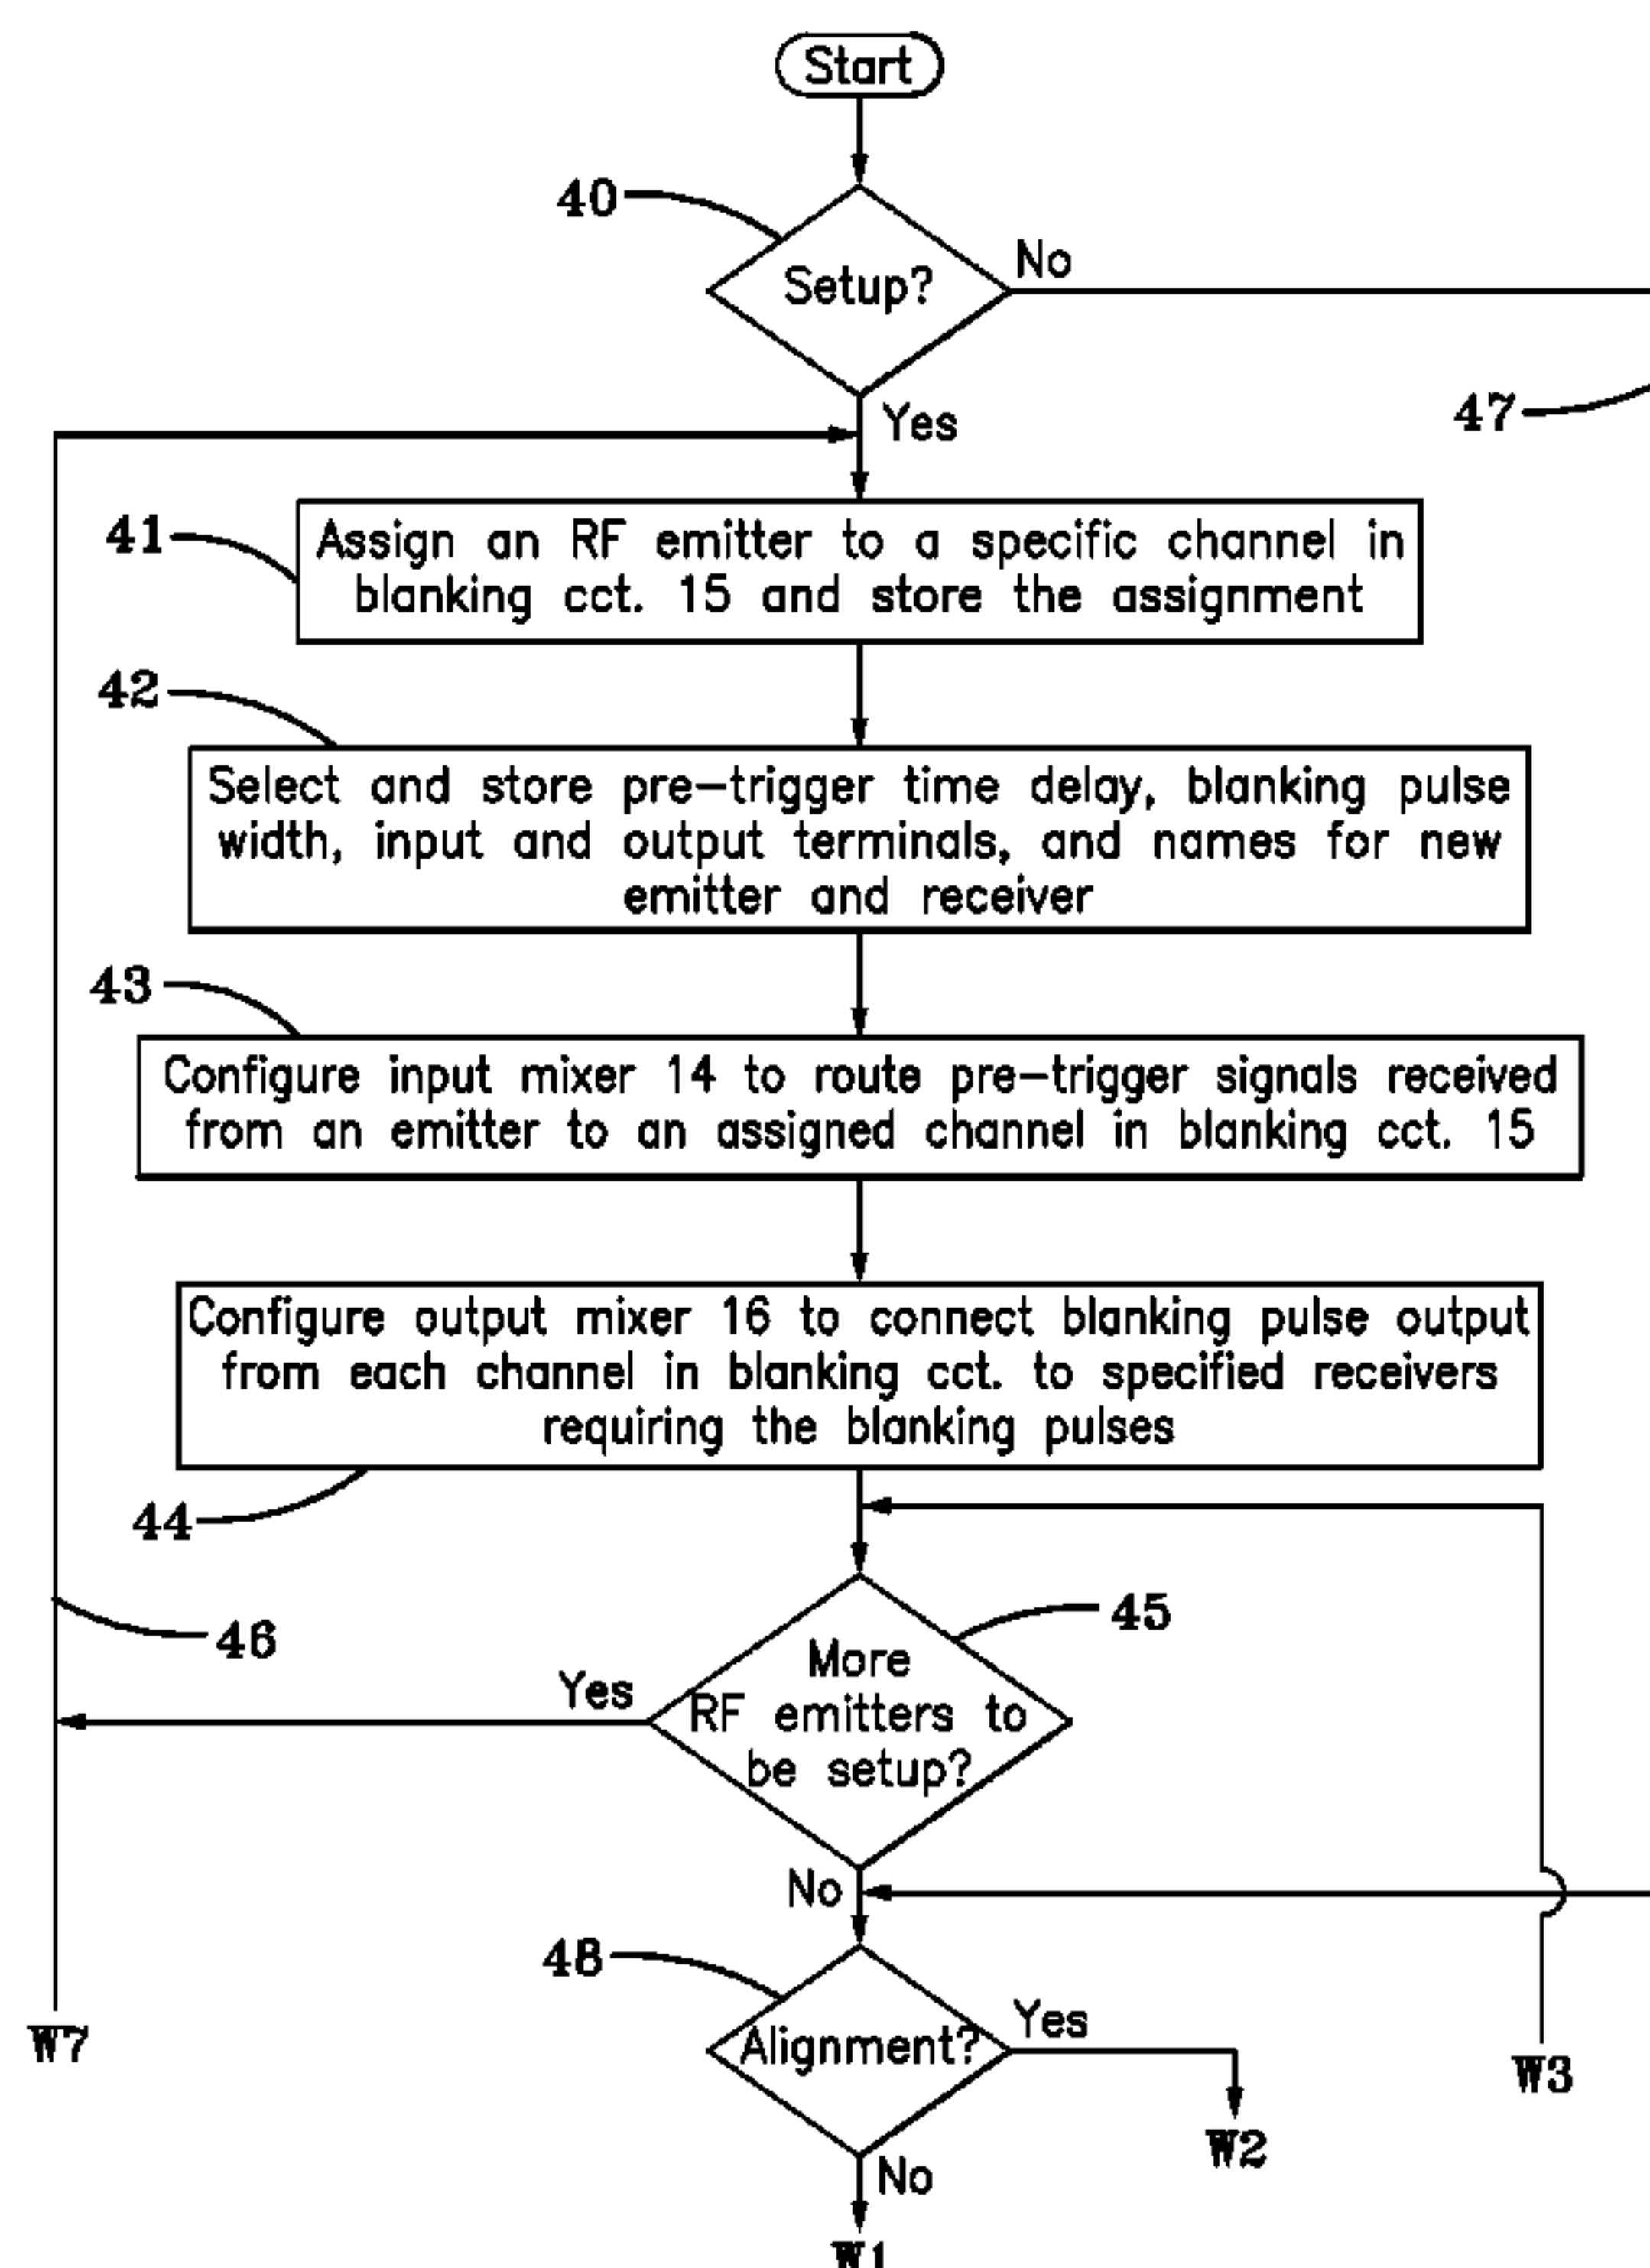 Start
40
Setup?
No
47
Yes
41
Assign an RF emitter to a specific channel in
blanking cct. 15 and store the assignment
42
Select and store pre-trigger time delay, blanking pulse
width, input and output terminals, and names for new
emitter and receiver
43
Configure input mixer 14 to route pre-trigger signals received
from an emitter to an assigned channel in blanking cct. 15
Configure output mixer 16 to connect blanking pulse output
from each channel in blanking cct. to specified receivers
requiring the blanking pulses
44
45
46
More
RF emitters to
be setup?
Yes
No
48
Alignment?
Yes
W7
W3
W2
No
W1